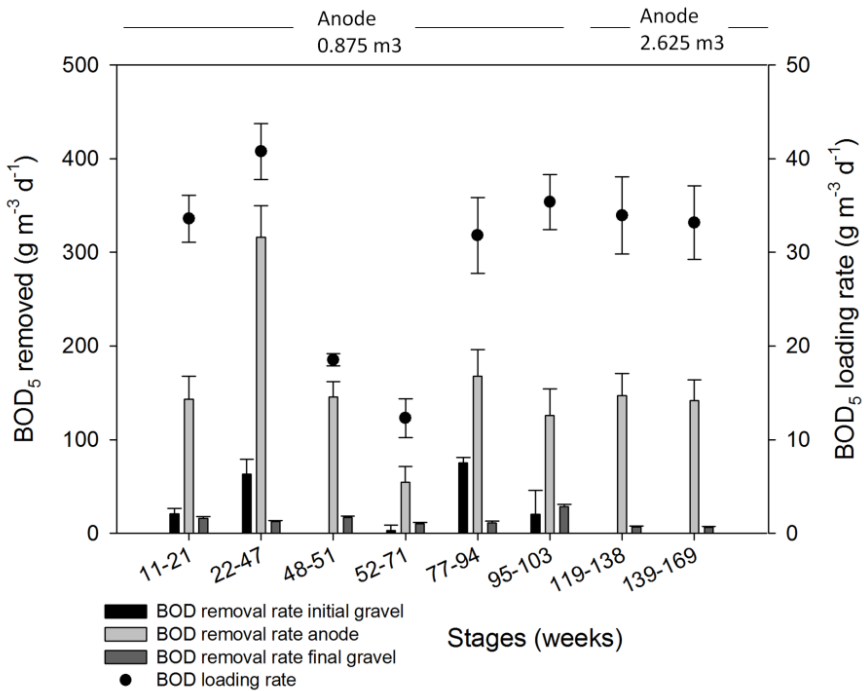 Anode
0.875 m3
Anode
2.625 m3
BOD5 removed (g m-3 d-1)
500
400
300
200
100
0
50
40
30
20
10
0
BOD5 loading rate (g m-3 d-1)
11-21
22-47
48-51
52-71
77-94
95-103
119-138
139-169
Stages (weeks)
BOD removal rate initial gravel
BOD removal rate anode
BOD removal rate final gravel
BOD loading rate